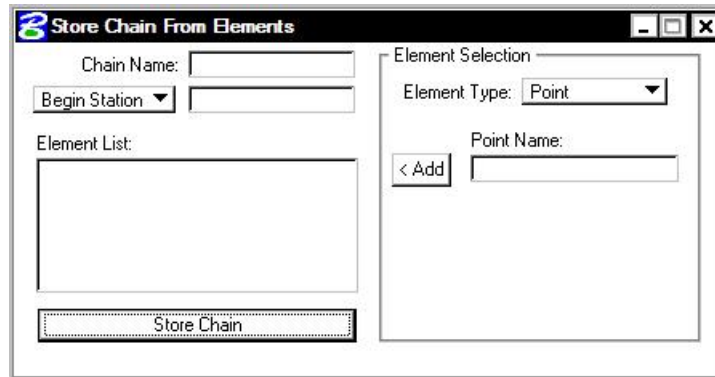 Store Chain From Elements
Chain Name:
Begin Station
Element List:
Store Chain
Element Selection
Element Type: Point
Point Name:
< Add